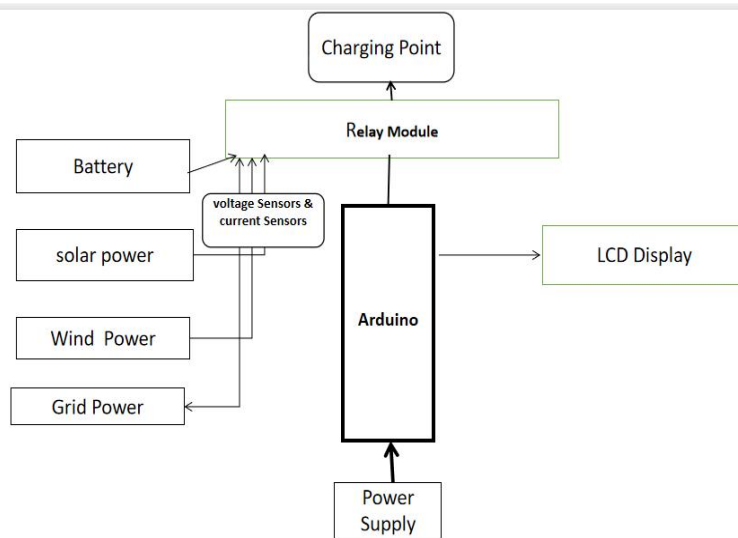 Charging Point
Relay Module
Battery
voltage Sensors &
current Sensors
solar power
LCD Display
Arduino
Wind Power
Grid Power
Power
Supply